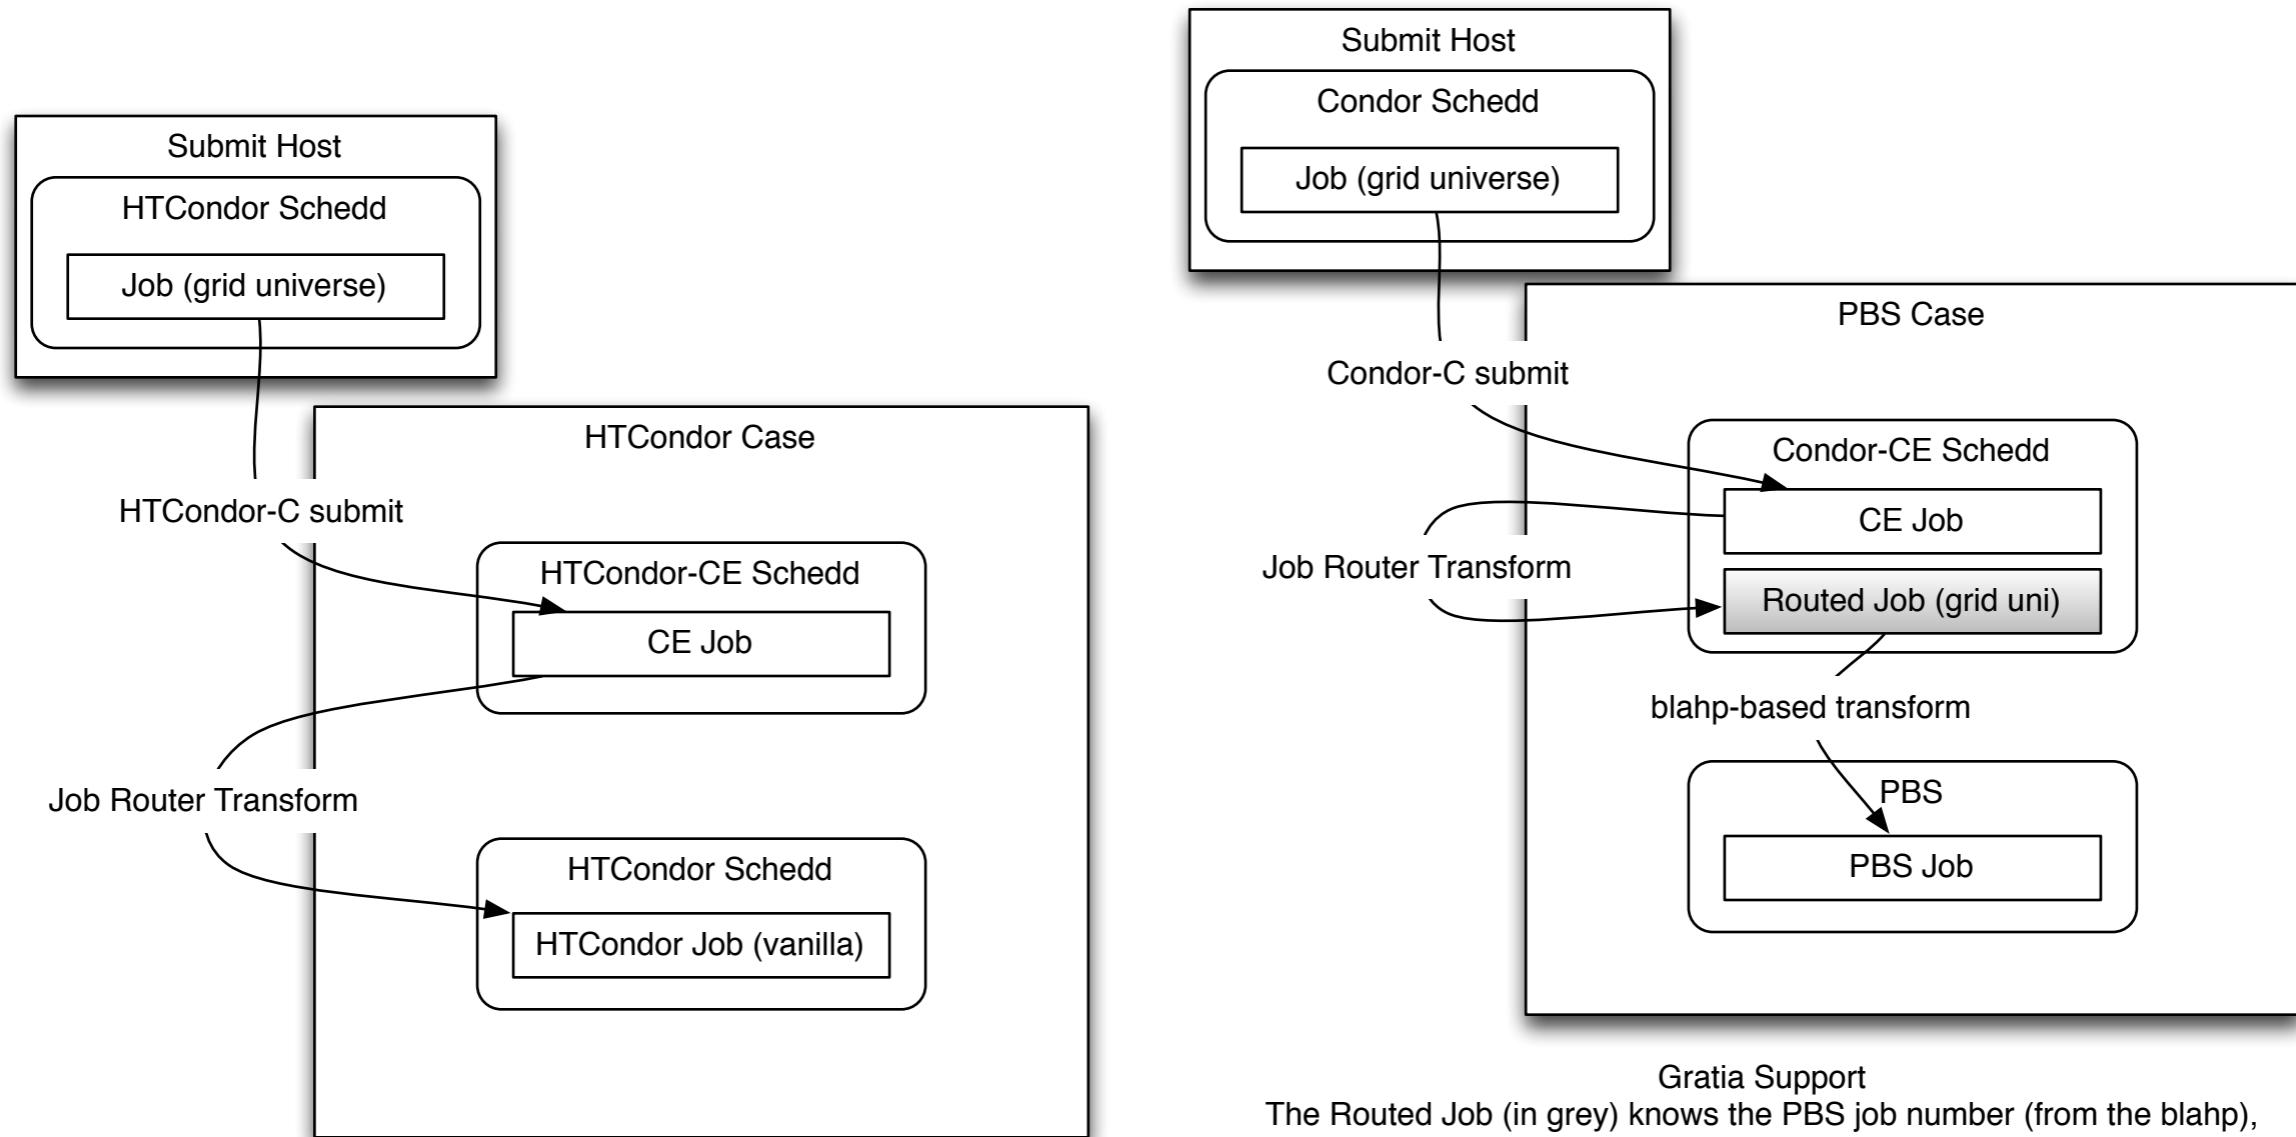 Submit Host
HTCondor Schedd
Job (grid universe)
HTCondor Case
HTCondor-C submit
HTCondor-CE Schedd
CE Job
Job Router Transform
HTCondor Schedd
HTCondor Job (vanilla)
Submit Host
Condor Schedd
Job (grid universe)
PBS Case
Condor-C submit
Condor-CE Schedd
CE Job
Job Router Transform
Routed Job (grid uni)
blahp-based transform
PBS
PBS Job
Gratia Support
The Routed Job (in grey) knows the PBS job number (from the blahp),